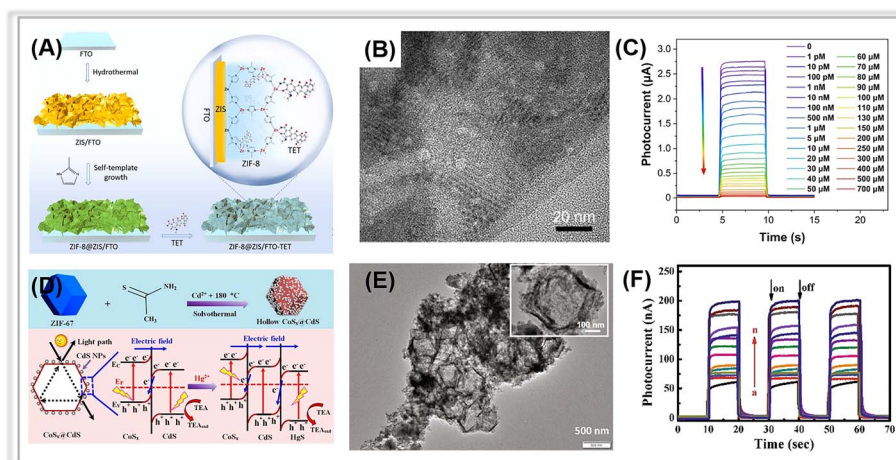 (A)
FTO
Hydrothermal
ZIS/FTO
Self-template
growth
ZIF-8@ZIS/FTO
TET
ZIF-8@ZIS/FTO-TET
FTO
ZIS
ZIF-8
TET
(B)
20 nm
(C)
Photocurrent (μA)
3.0
2.5
2.0
1.5
1.0
0.5
0.0
0
5
10
15
20
Time (s)
0
1 pM
10 pM
100 pM
1 nM
10 nM
100 nM
500 nM
1 μM
5 μM
10 μM
20 μM
30 μM
40 μM
50 μM
60 μM
70 μM
80 μM
90 μM
100 μM
110 μM
130 μM
150 μM
200 μM
250 μM
300 μM
400 μM
500 μM
700 μM
(D)
ZIF-67
+
S
NH₂
CH₃
Cd²⁺ + 180 °C
Solvothermal
Hollow CoSₓ@CdS
Light path
CdS NPs
CoSₓ@CdS
Electric field
e⁻ e⁻
e⁻ e⁻
e⁻
E_C
E_F
E_V
h⁺ h⁺ h⁺ h⁺
TEA
TEA_oxd
CoSₓ
CdS
Hg²⁺
Electric field
e⁻ e⁻
e⁻
e⁻
h⁺ h⁺
h⁺
TEA
TEA_oxd
CoSₓ
CdS
HgS
(E)
100 nm
500 nm
(F)
Photocurrent (nA)
250
200
150
100
50
0
0 10 20 30 40 50 60 70
Time (sec)
on
off
n
a